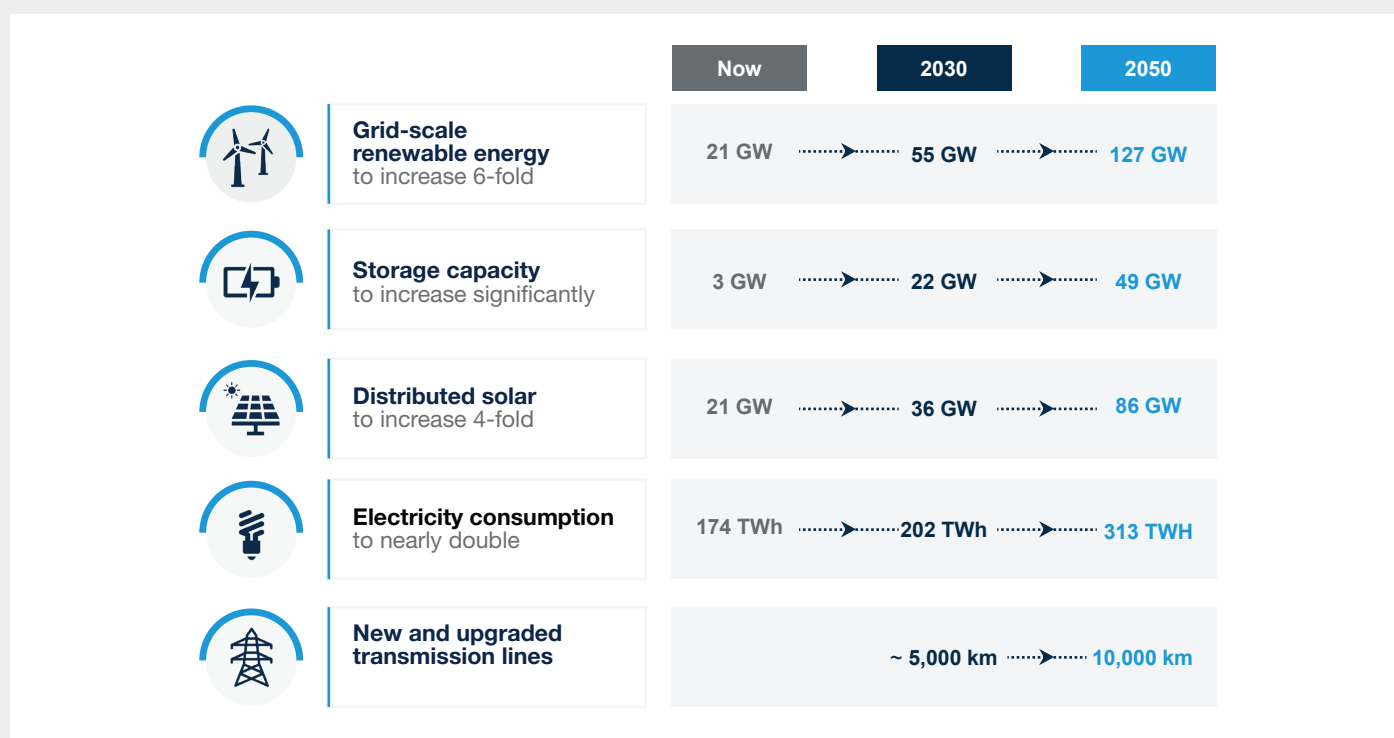 Now 2030 2050
Grid-scale
renewable energy
to increase 6-fold
21 GW 55 GW 127 GW
Storage capacity
to increase significantly
3 GW 22 GW 49 GW
Distributed solar
to increase 4-fold
21 GW 36 GW 86 GW
Electricity consumption
to nearly double
174 TWh 202 TWh 313 TWH
New and upgraded
transmission lines
~ 5,000 km 10,000 km